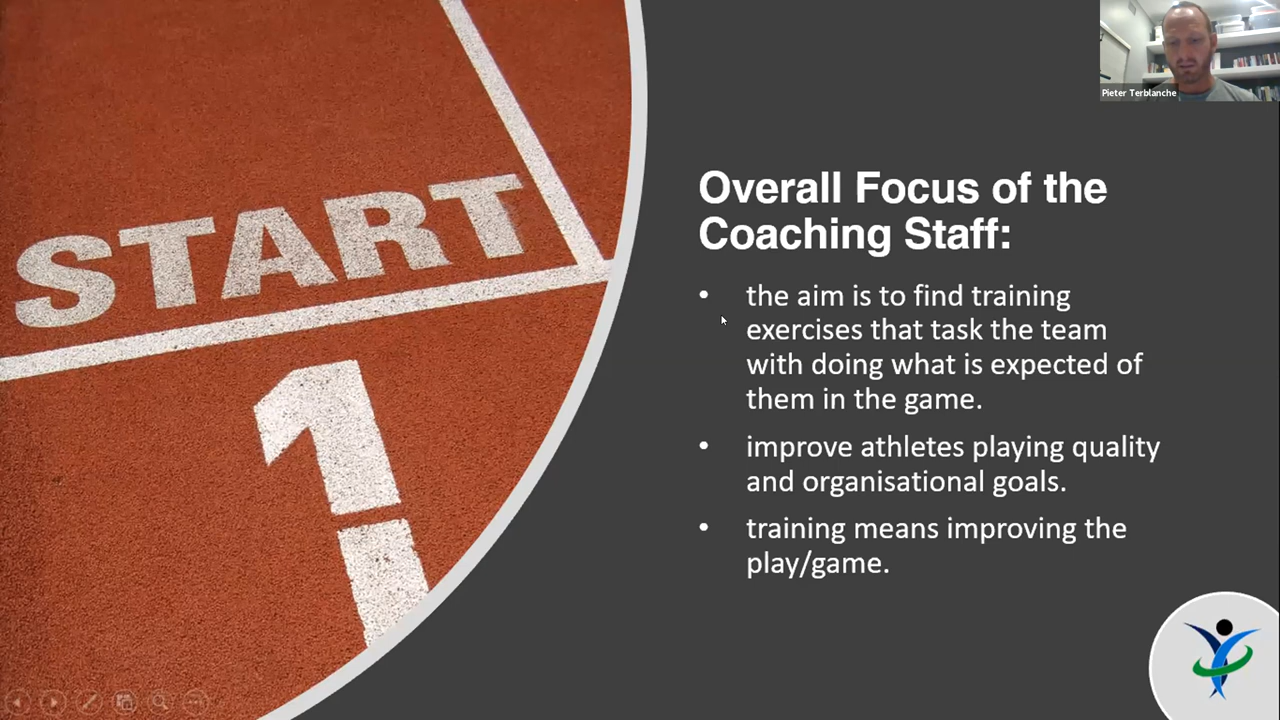 Pieter Terblanche
START
1
Overall Focus of the
Coaching Staff:
• the aim is to find training
exercises that task the team
with doing what is expected of
them in the game.
• improve athletes playing quality
and organisational goals.
• training means improving the
play/game.